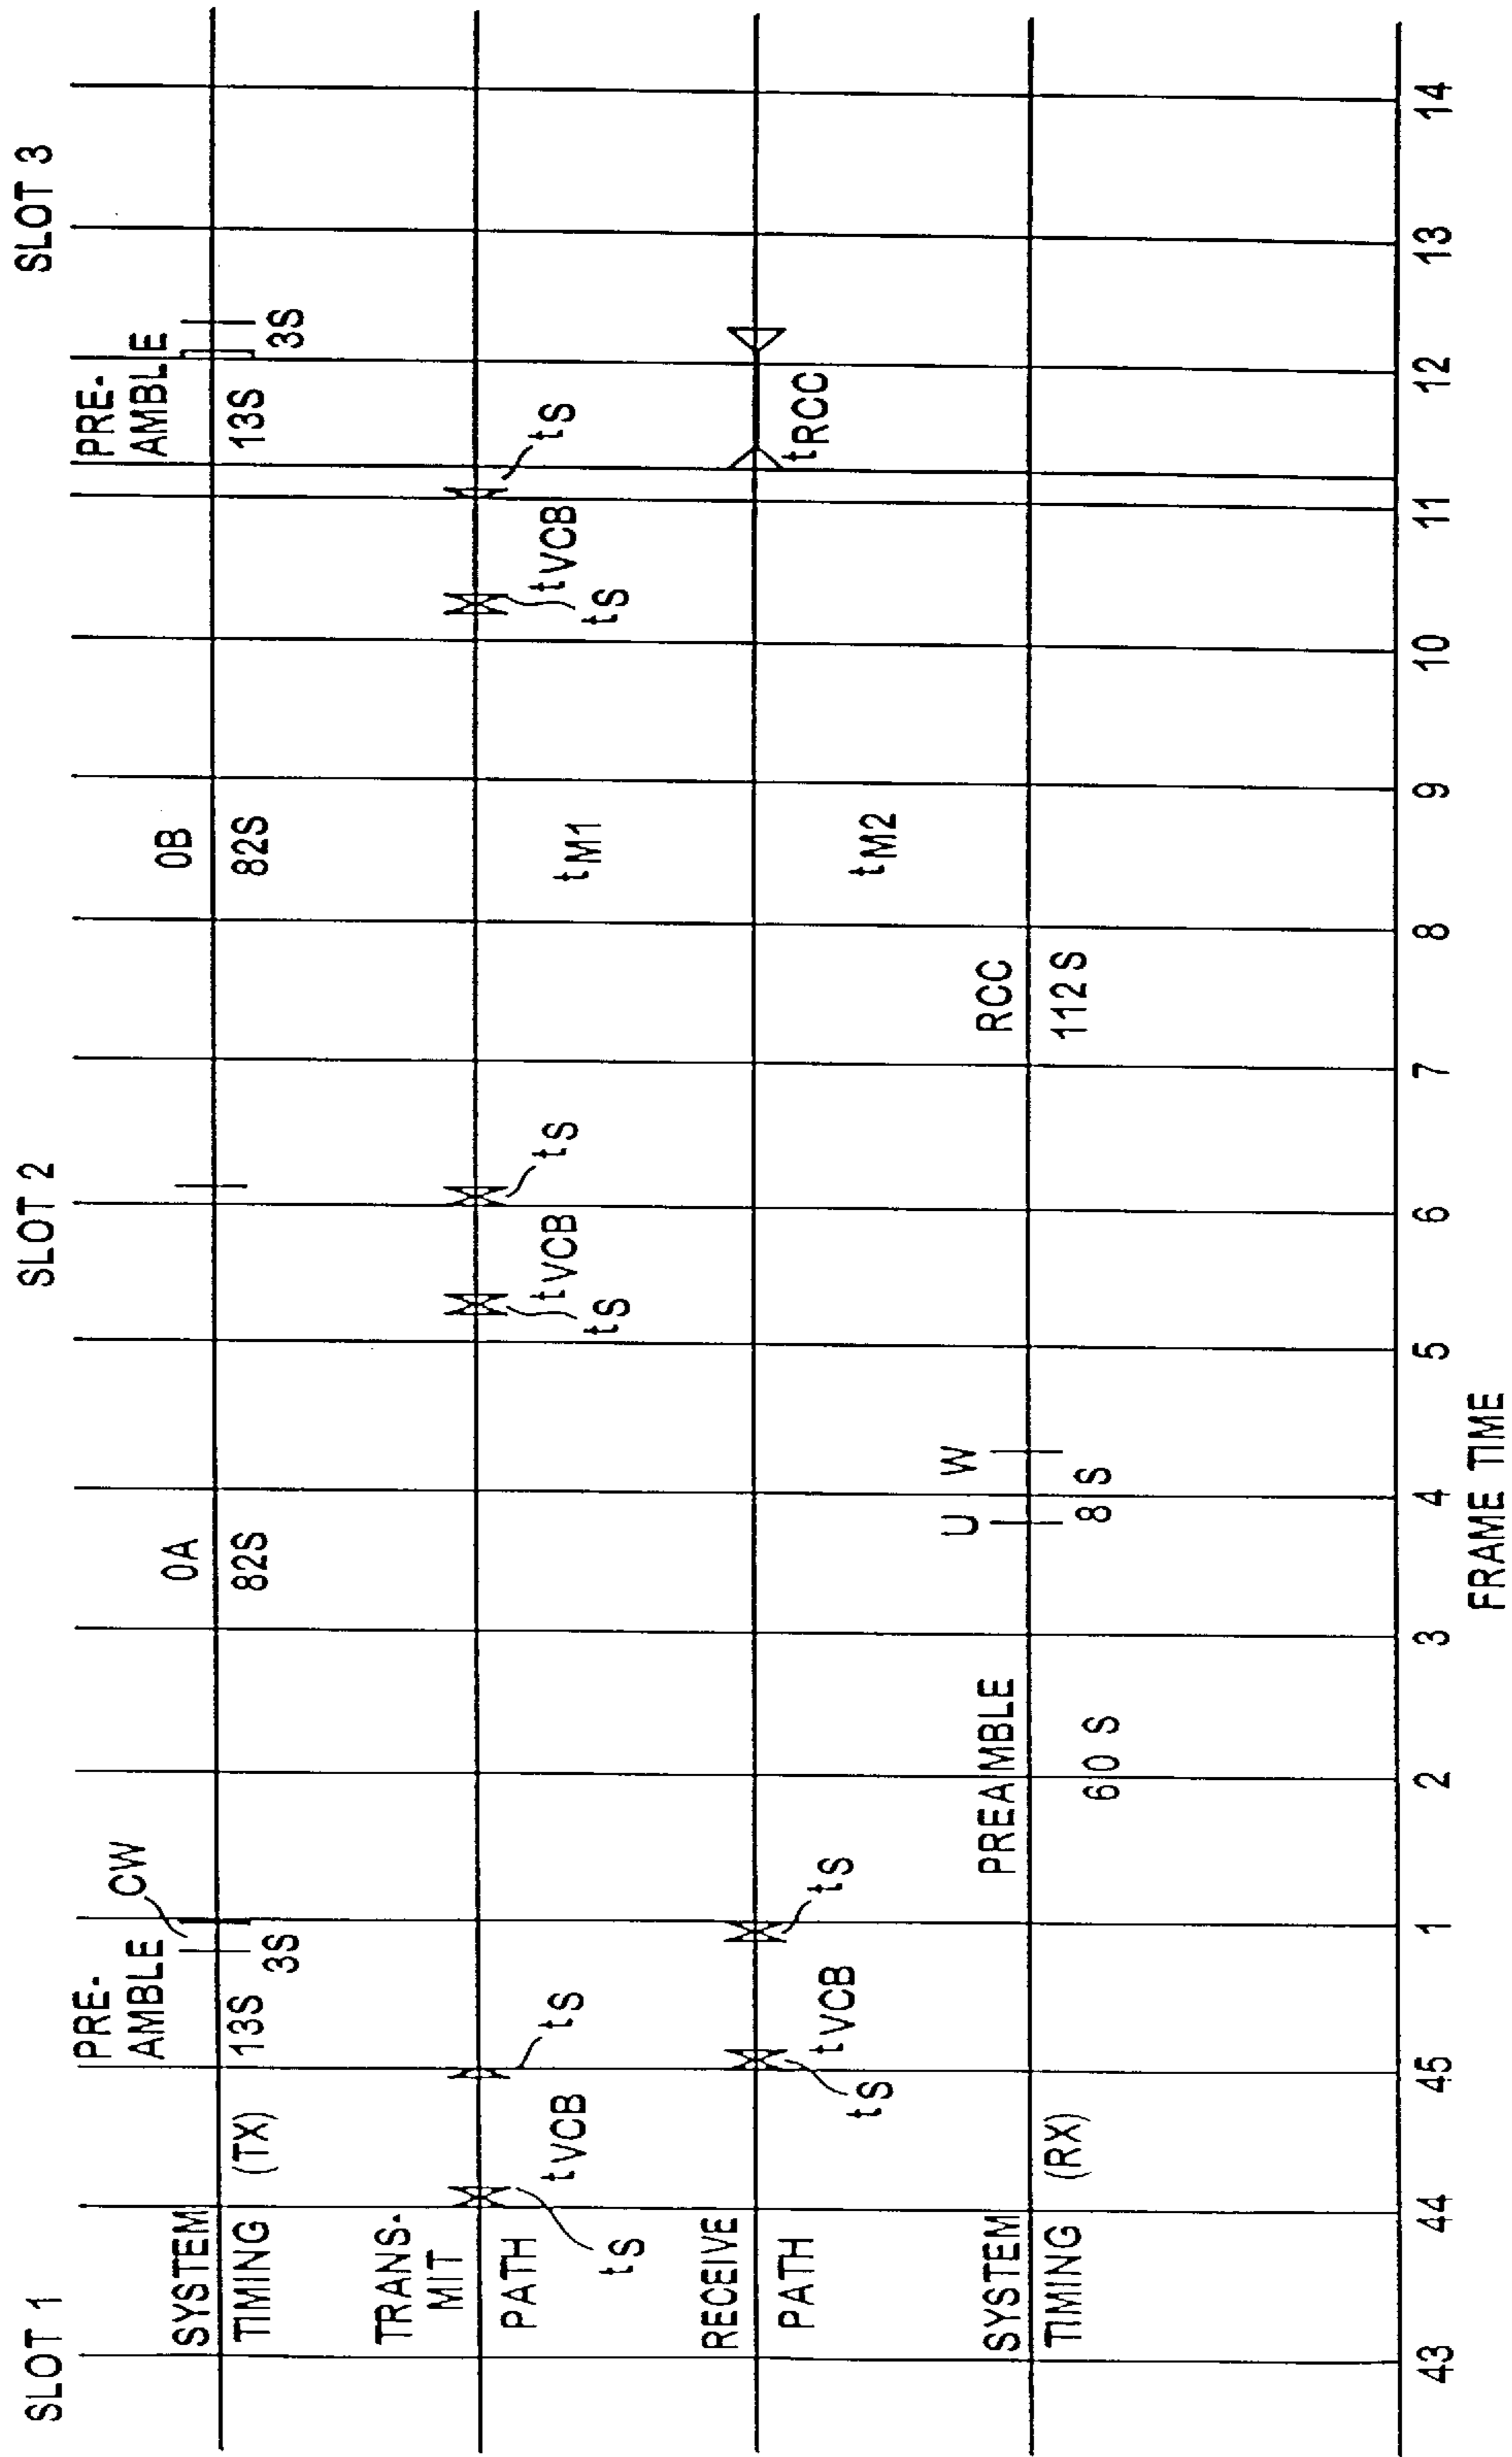 SLOT 1
SLOT 2
SLOT 3
PRE-
AMBLE
CW
0A
0B
PRE-
AMBLE
SYSTEM
TIMING (TX)
13S
3S
82S
82S
13S
3S
TRANS-
MIT
PATH
tS
tVCB
tS
tS
tVCB
tS
tM1
tS
tVCB
tS
RECEIVE
PATH
tS
tVCB
tS
tM2
tRCC
SYSTEM
TIMING (RX)
PREAMBLE
60 S
U W
8 S
RCC
112 S
43 44 45 1 2 3 4 5 6 7 8 9 10 11 12 13 14
FRAME TIME